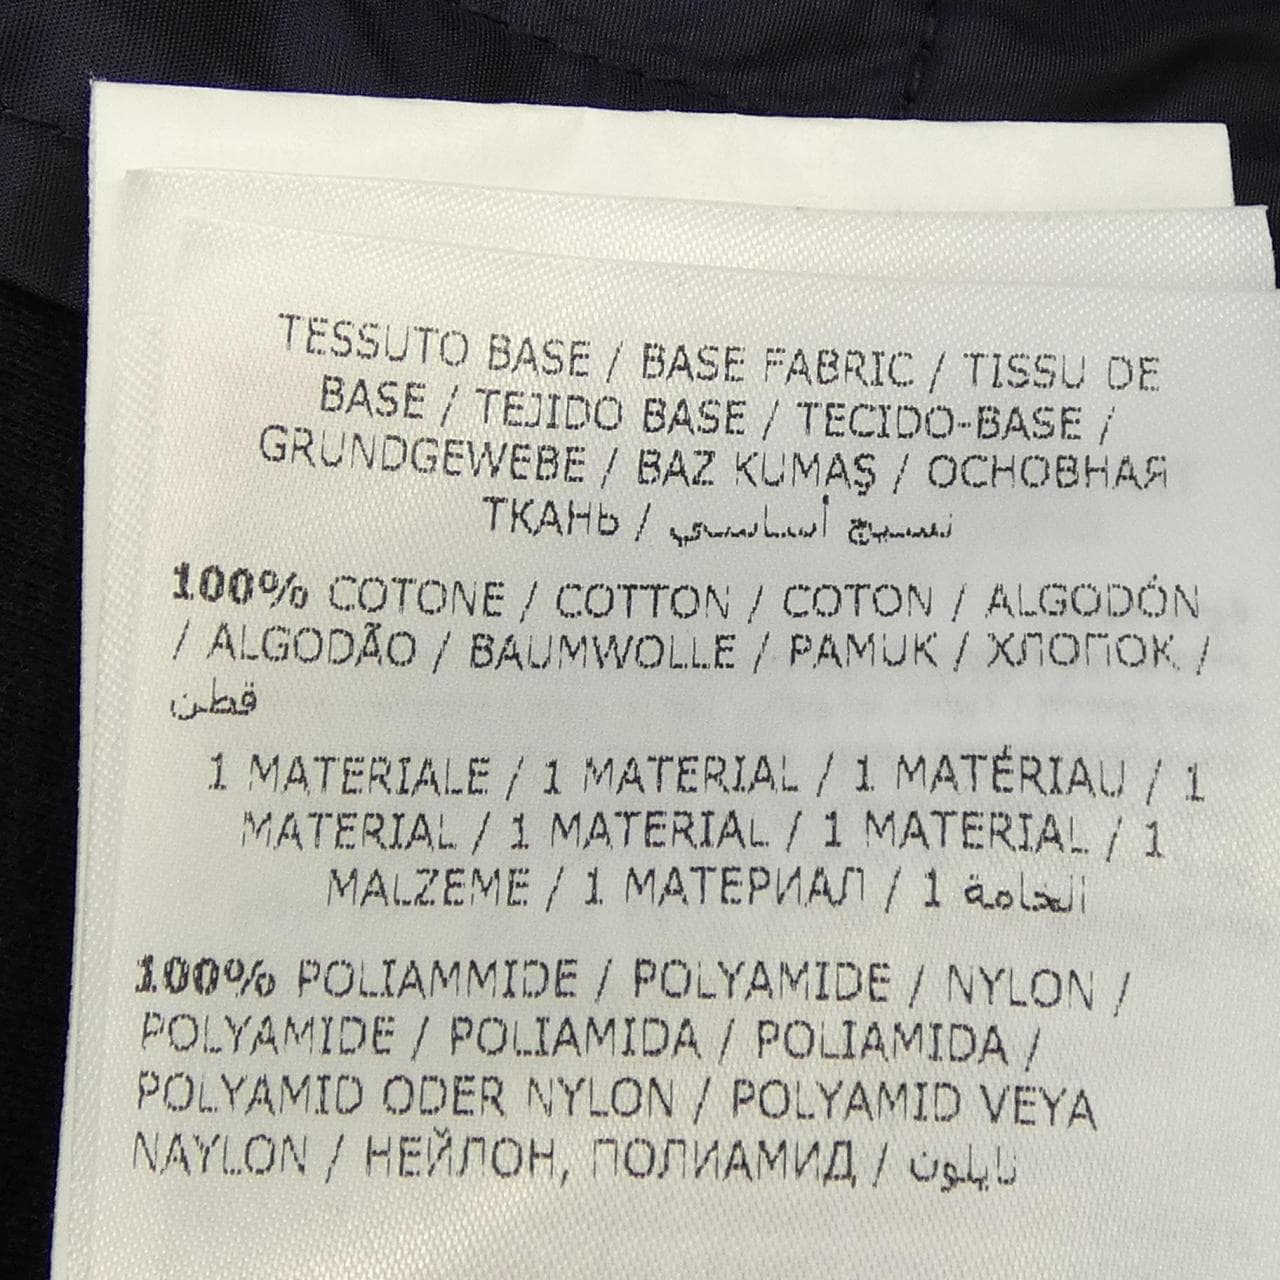 TESSUTO BASE / BASE FABRIC / TISSU DE
BASE / TEJIDO BASE / TECIDO-BASE /
GRUNDGEWEBE / BAZ KUMAŞ / ОСНОВНАЯ
ТКАНЬ / نسيج أساسي
100% COTONE / COTTON / COTON / ALGODÓN
/ ALGODÃO / BAUMWOLLE / PAMUK / ХЛОПОК /
قطن
1 MATERIALE / 1 MATERIAL / 1 MATÉRIAU / 1
MATERIAL / 1 MATERIAL / 1 MATERIAL / 1
MALZEME / 1 МАТЕРИАЛ / 1 الخامة
100% POLIAMMIDE / POLYAMIDE / NYLON /
POLYAMIDE / POLIAMIDA / POLIAMIDA /
POLYAMID ODER NYLON / POLYAMID VEYA
NAYLON / НЕЙЛОН, ПОЛИАМИД / نايلون